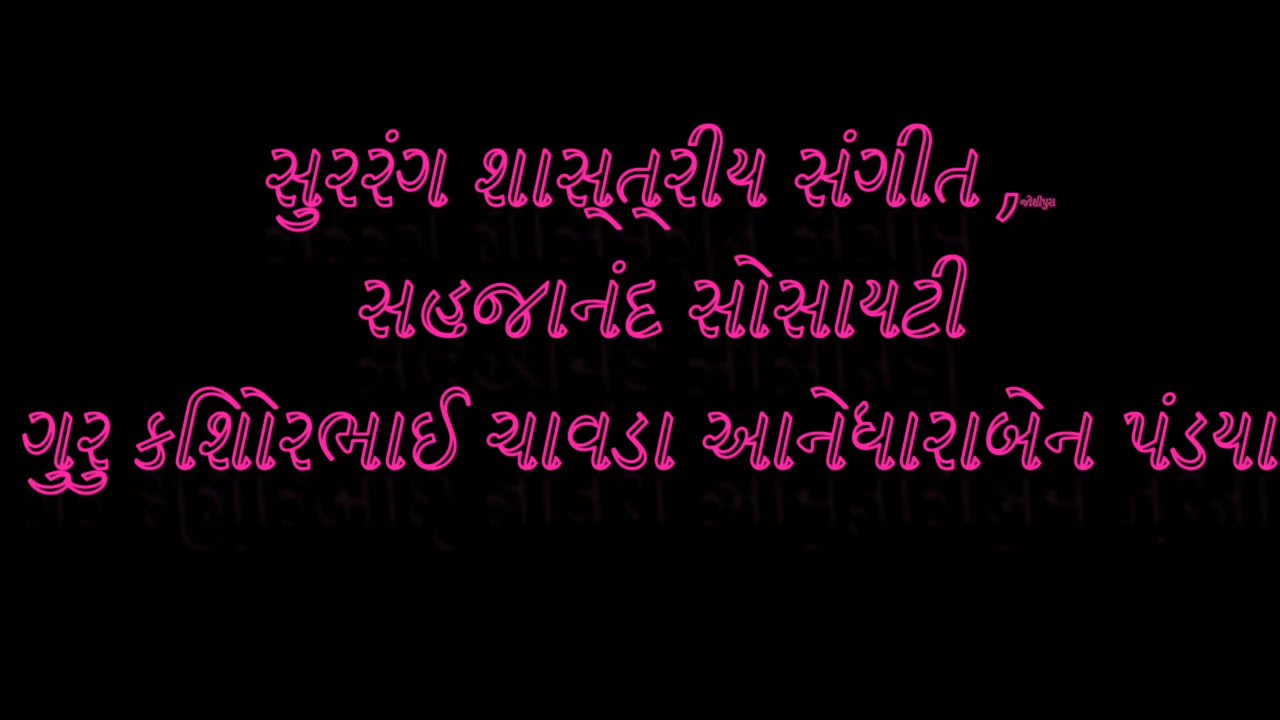 સુરરંગ શાસ્ત્રીય સંગીત ,જોશીપુરા
સહજાનંદ સોસાયટી
ગુરુ કિશોરભાઈ ચાવડા આનેધારાબેન પંડયા